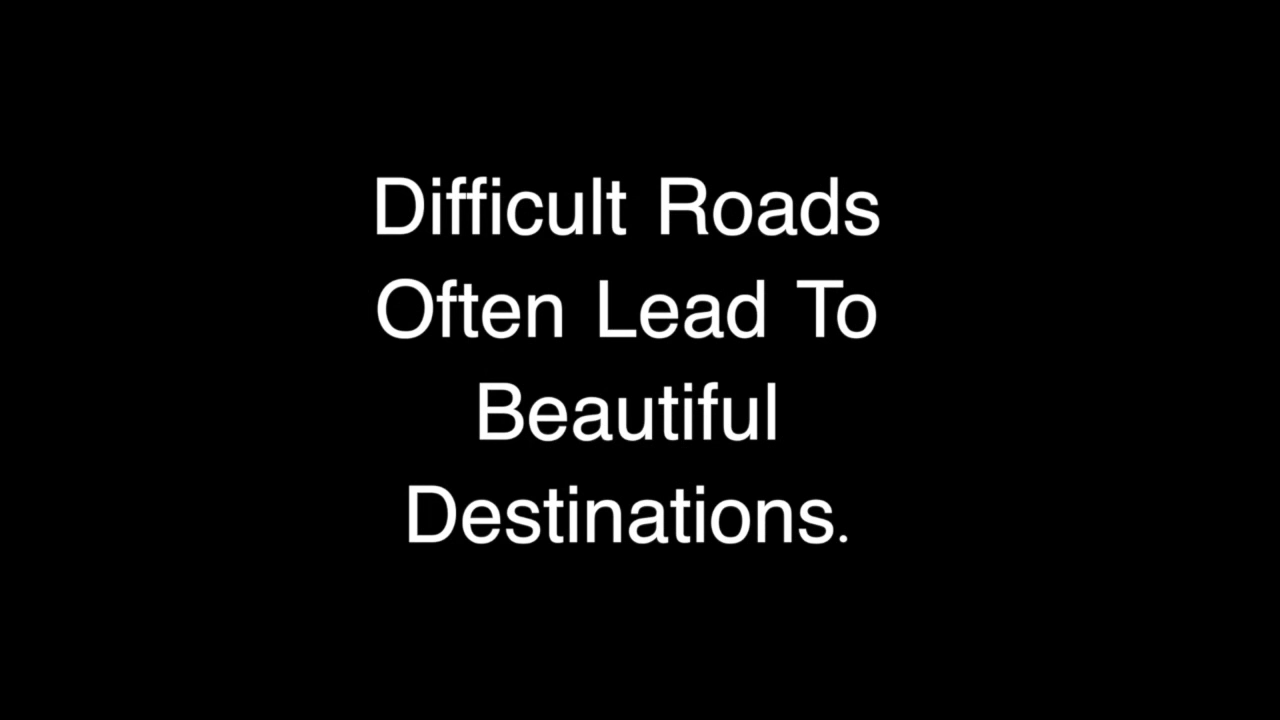 Difficult Roads
Often Lead To
Beautiful
Destinations.